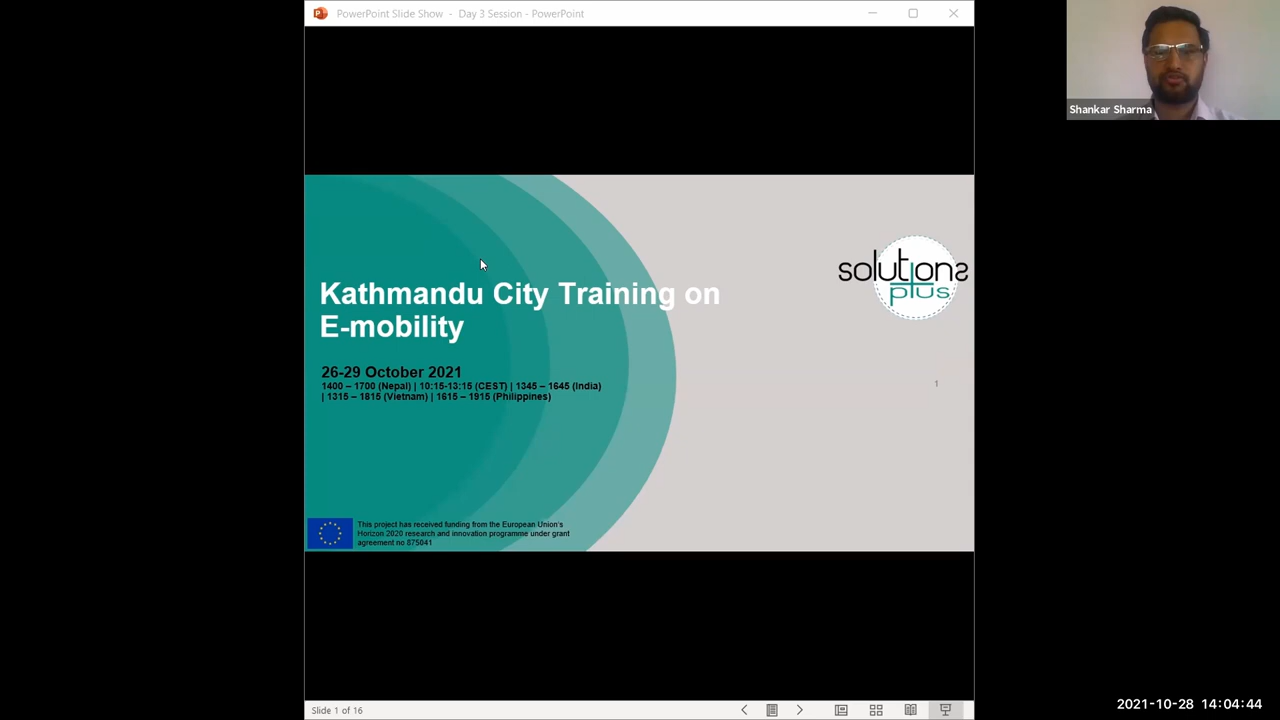 PowerPoint Slide Show - Day 3 Session - PowerPoint
Shankar Sharma
solutions
plus
Kathmandu City Training on
E-mobility
26-29 October 2021
1400 – 1700 (Nepal) | 10:15-13:15 (CEST) | 1345 – 1645 (India)
| 1315 – 1815 (Vietnam) | 1615 – 1915 (Philippines)
1
This project has received funding from the European Union's
Horizon 2020 research and innovation programme under grant
agreement no 875041
Slide 1 of 16
2021-10-28 14:04:44